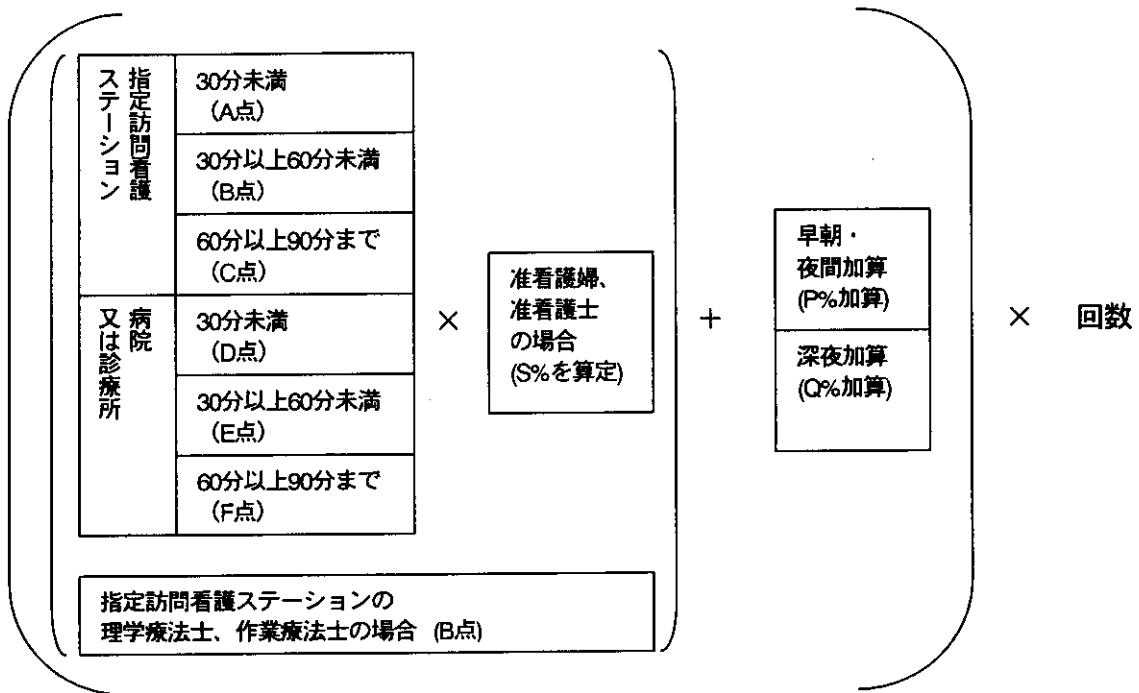 指定訪問看護
ステーション
30分未満
(A点)
30分以上60分未満
(B点)
60分以上90分まで
(C点)
病院
又は診療所
30分未満
(D点)
30分以上60分未満
(E点)
60分以上90分まで
(F点)
×
准看護婦、
准看護士
の場合
(S%を算定)
指定訪問看護ステーションの
理学療法士、作業療法士の場合 (B点)
+
早朝・
夜間加算
(P%加算)
深夜加算
(Q%加算)
× 回数